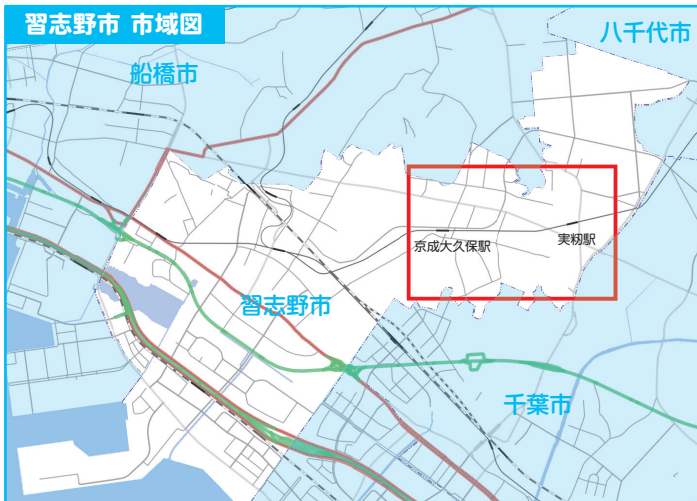 習志野市 市域図
八千代市
船橋市
京成大久保駅
実籾駅
習志野市
千葉市